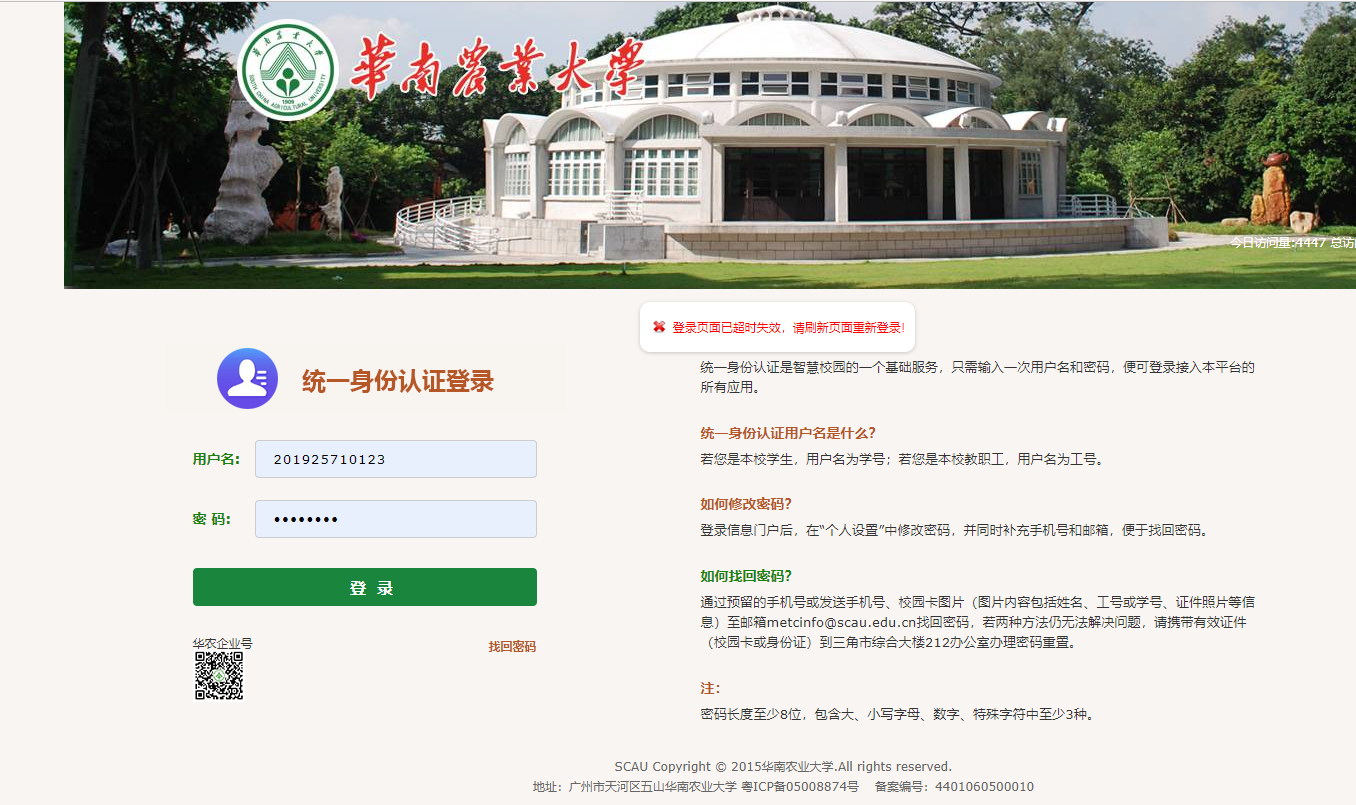 華南農業大學
華南農業大學
SOUTH CHINA AGRICULTURAL UNIVERSITY
1909
今日访问量:4447 总访
登录页面已超时失效，请刷新页面重新登录!
统一身份认证登录
用户名:
201925710123
密 码:
登 录
华农企业号
找回密码
统一身份认证是智慧校园的一个基础服务，只需输入一次用户名和密码，便可登录接入本平台的
所有应用。
统一身份认证用户名是什么？
若您是本校学生，用户名为学号；若您是本校教职工，用户名为工号。
如何修改密码？
登录信息门户后，在“个人设置”中修改密码，并同时补充手机号和邮箱，便于找回密码。
如何找回密码？
通过预留的手机号或发送手机号、校园卡图片（图片内容包括姓名、工号或学号、证件照片等信
息）至邮箱metcinfo@scau.edu.cn找回密码，若两种方法仍无法解决问题，请携带有效证件
（校园卡或身份证）到三角市综合大楼212办公室办理密码重置。
注：
密码长度至少8位，包含大、小写字母、数字、特殊字符中至少3种。
SCAU Copyright © 2015华南农业大学.All rights reserved.
地址：广州市天河区五山华南农业大学 粤ICP备05008874号 备案编号：4401060500010